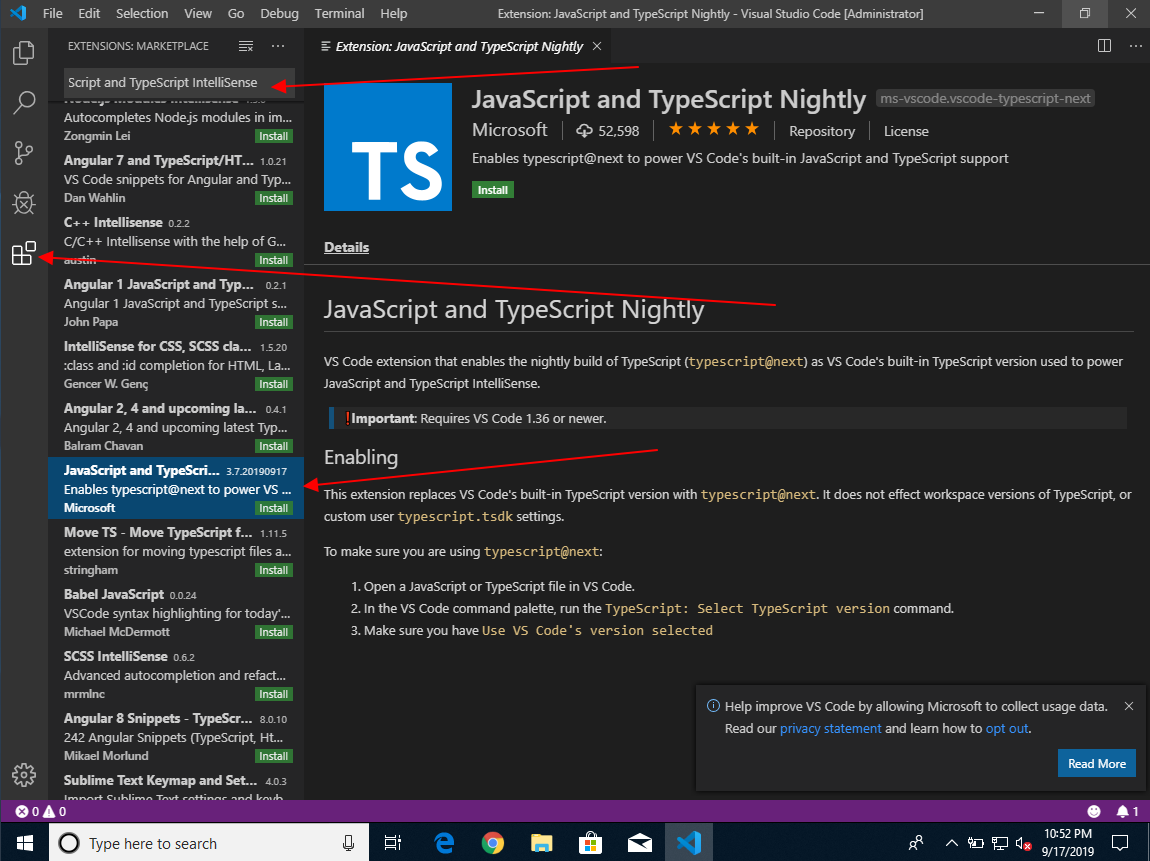 File Edit Selection View Go Debug Terminal Help
Extension: JavaScript and TypeScript Nightly - Visual Studio Code [Administrator]
EXTENSIONS: MARKETPLACE
Script and TypeScript IntelliSense
Autocompletes Node.js modules in im...
Zongmin Lei Install
Angular 7 and TypeScript/HT... 1.0.21
VS Code snippets for Angular and Typ...
Dan Wahlin Install
C++ Intellisense 0.2.2
C/C++ Intellisense with the help of G...
austin Install
Angular 1 JavaScript and Typ... 0.2.1
Angular 1 JavaScript and TypeScript s...
John Papa Install
IntelliSense for CSS, SCSS cla... 1.5.20
:class and :id completion for HTML, La...
Gencer W. Genç Install
Angular 2, 4 and upcoming la... 0.4.1
Angular 2, 4 and upcoming latest Typ...
Balram Chavan Install
JavaScript and TypeScri... 3.7.20190917
Enables typescript@next to power VS ...
Microsoft Install
Move TS - Move TypeScript f... 1.11.5
extension for moving typescript files a...
stringham Install
Babel JavaScript 0.0.24
VSCode syntax highlighting for today'...
Michael McDermott Install
SCSS IntelliSense 0.6.2
Advanced autocompletion and refact...
mrmlnc Install
Angular 8 Snippets - TypeScr... 8.0.10
242 Angular Snippets (TypeScript, Ht...
Mikael Morlund Install
Sublime Text Keymap and Set... 4.0.3
Import Sublime Text settings and keyb...
Extension: JavaScript and TypeScript Nightly
TS
JavaScript and TypeScript Nightly ms-vscode.vscode-typescript-next
Microsoft 52,598 Repository License
Enables typescript@next to power VS Code's built-in JavaScript and TypeScript support
Install
Details
JavaScript and TypeScript Nightly
VS Code extension that enables the nightly build of TypeScript (typescript@next) as VS Code's built-in TypeScript version used to power
JavaScript and TypeScript IntelliSense.
❗Important: Requires VS Code 1.36 or newer.
Enabling
This extension replaces VS Code's built-in TypeScript version with typescript@next. It does not effect workspace versions of TypeScript, or
custom user typescript.tsdk settings.
To make sure you are using typescript@next:
1. Open a JavaScript or TypeScript file in VS Code.
2. In the VS Code command palette, run the TypeScript: Select TypeScript version command.
3. Make sure you have Use VS Code's version selected
Help improve VS Code by allowing Microsoft to collect usage data.
Read our privacy statement and learn how to opt out.
Read More
0 0
1
Type here to search
10:52 PM
9/17/2019